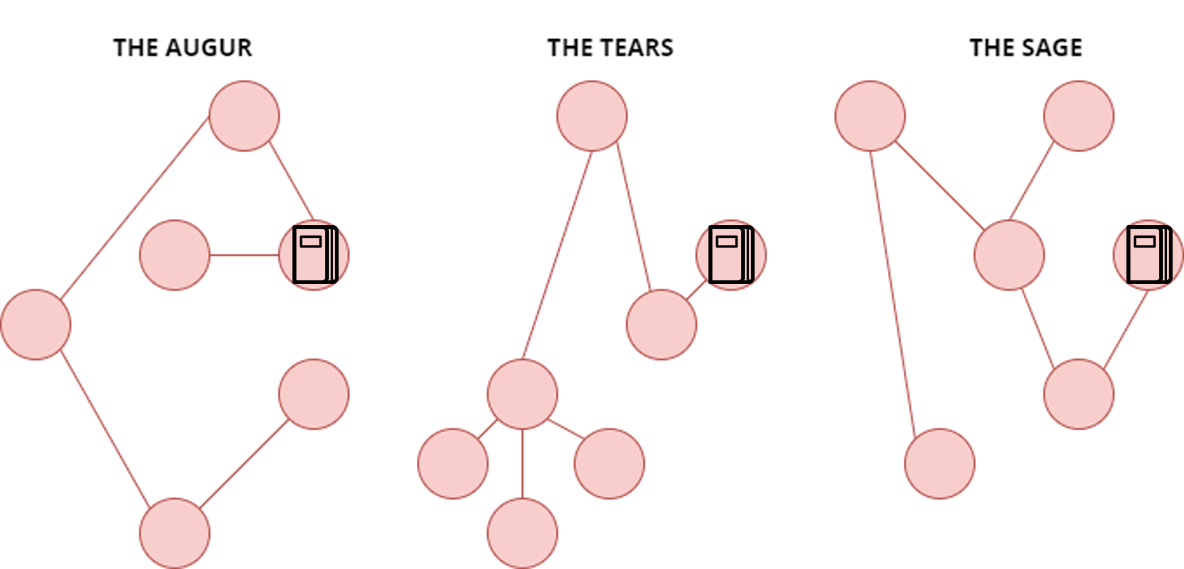 THE AUGUR
THE TEARS
THE SAGE